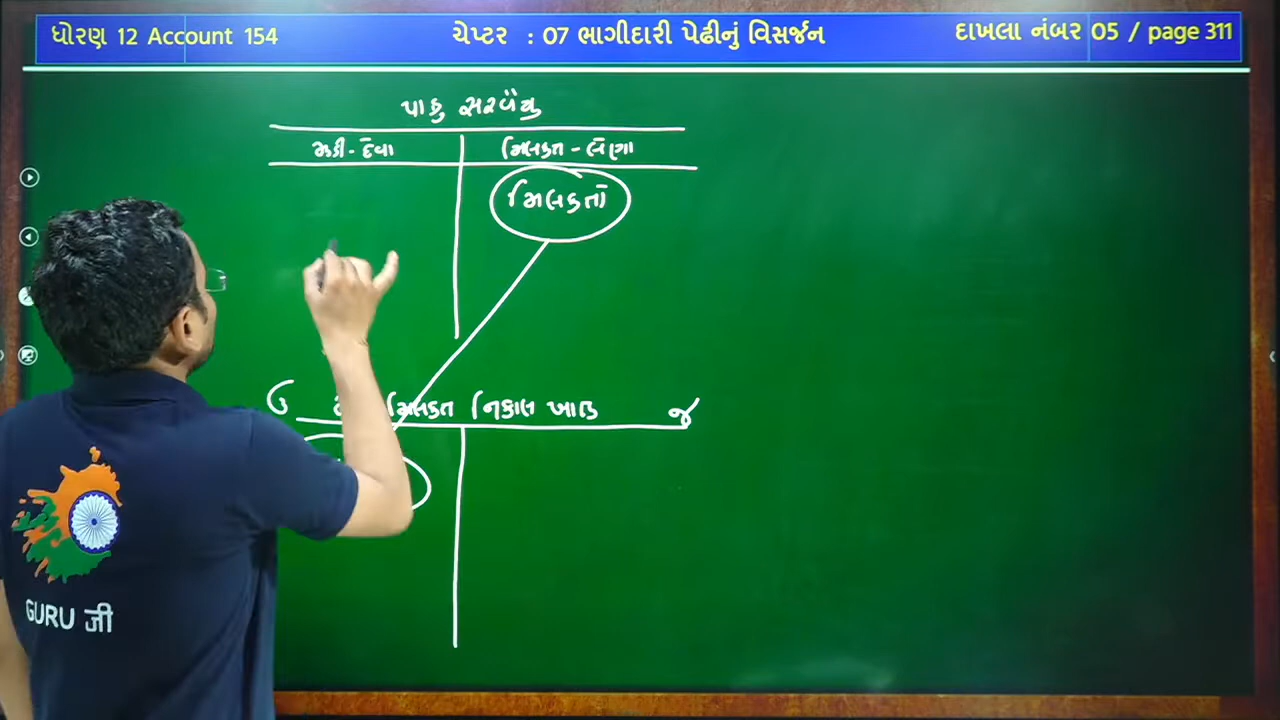 ધોરણ 12 Account 154 ચેપ્ટર : 07 ભાગીદારી પેઢીનું વિસર્જન દાખલા નંબર 05 / page 311
પાકુ સરવૈયુ
મૂડી - દેવા મિલકત - લેણા
મિલકતો
ઉ મિલકત નિકાલ ખાતુ જ
GURU जी